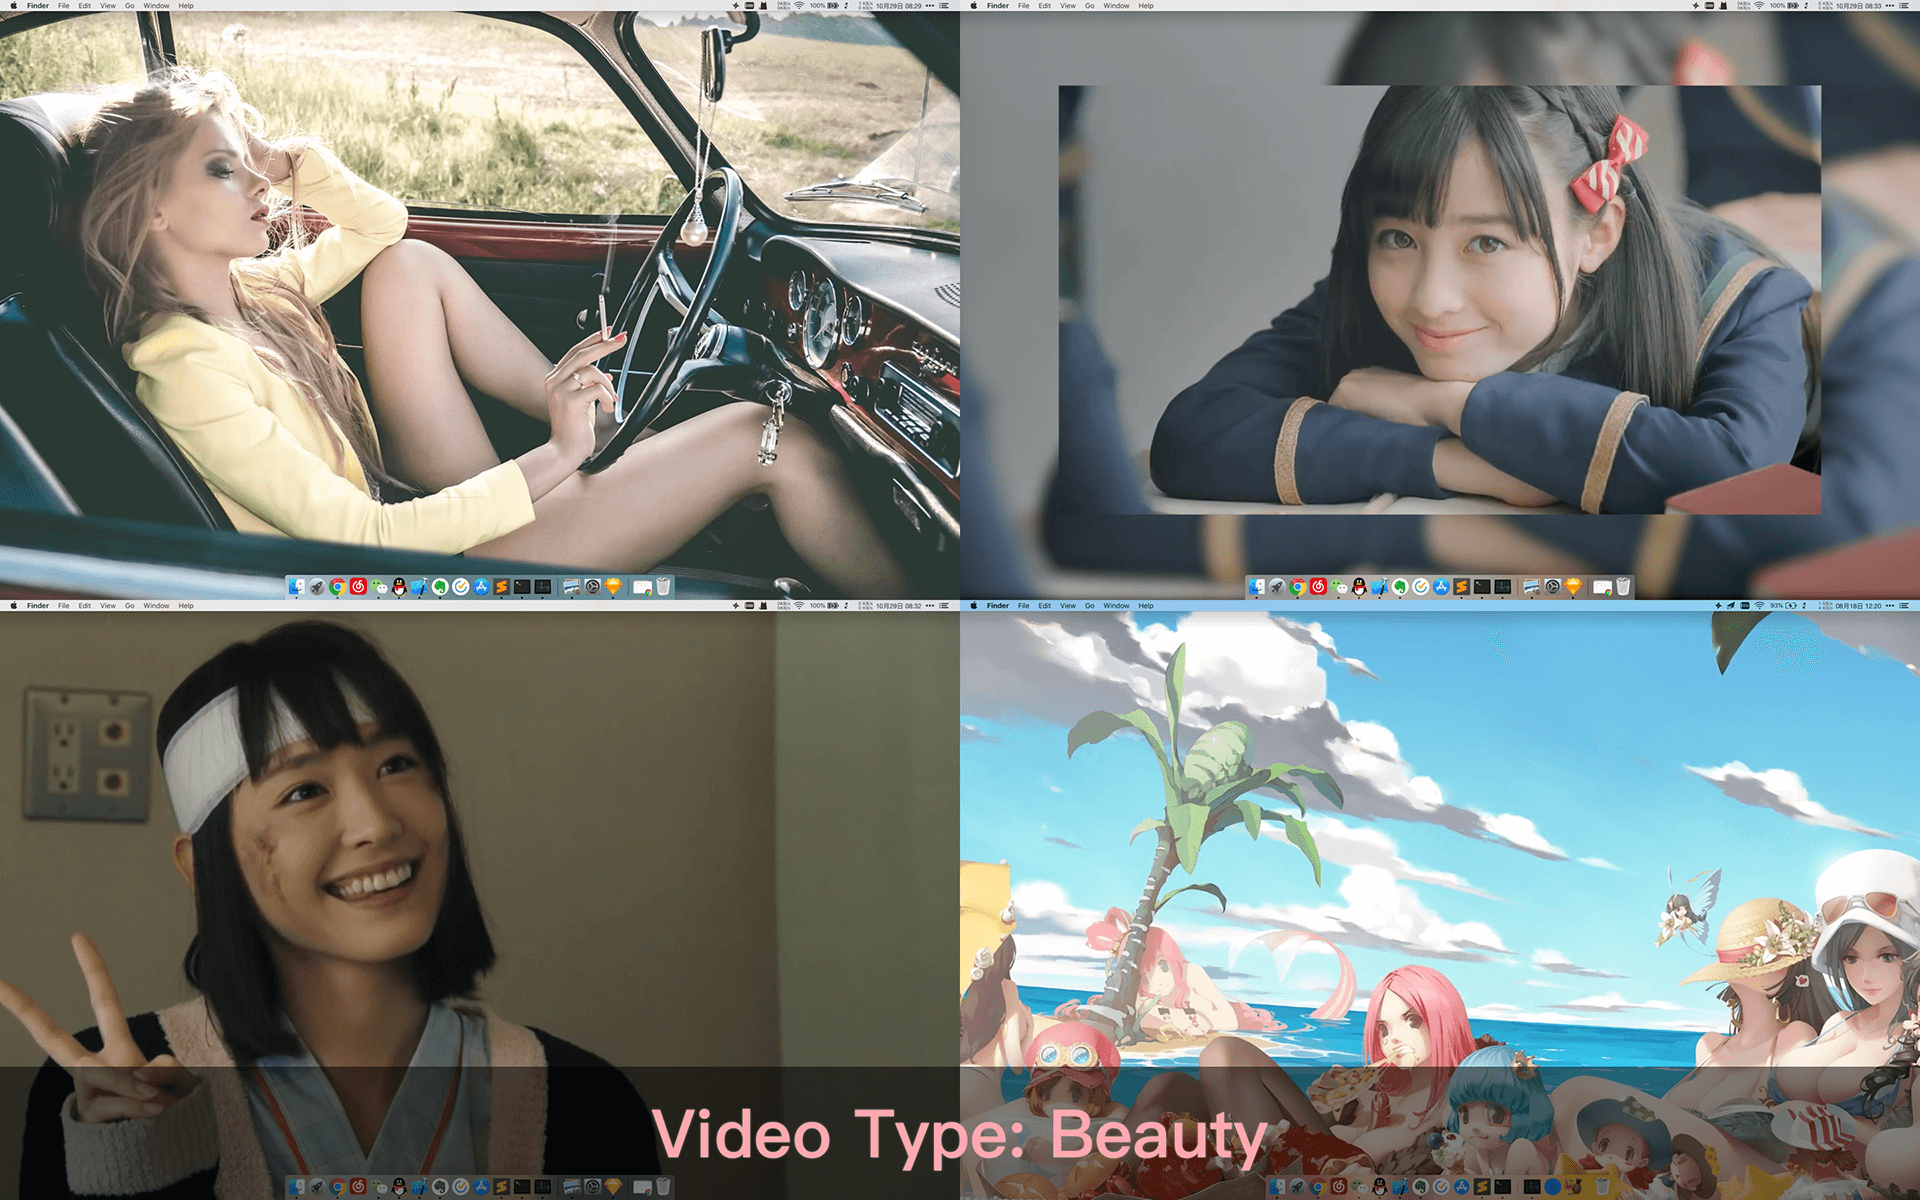 Finder File Edit View Go Window Help
100%
10月29日 08:29
Finder File Edit View Go Window Help
100%
10月29日 08:33
Finder File Edit View Go Window Help
100%
10月29日 08:32
Finder File Edit View Go Window Help
93%
08月18日 12:20
Video Type: Beauty